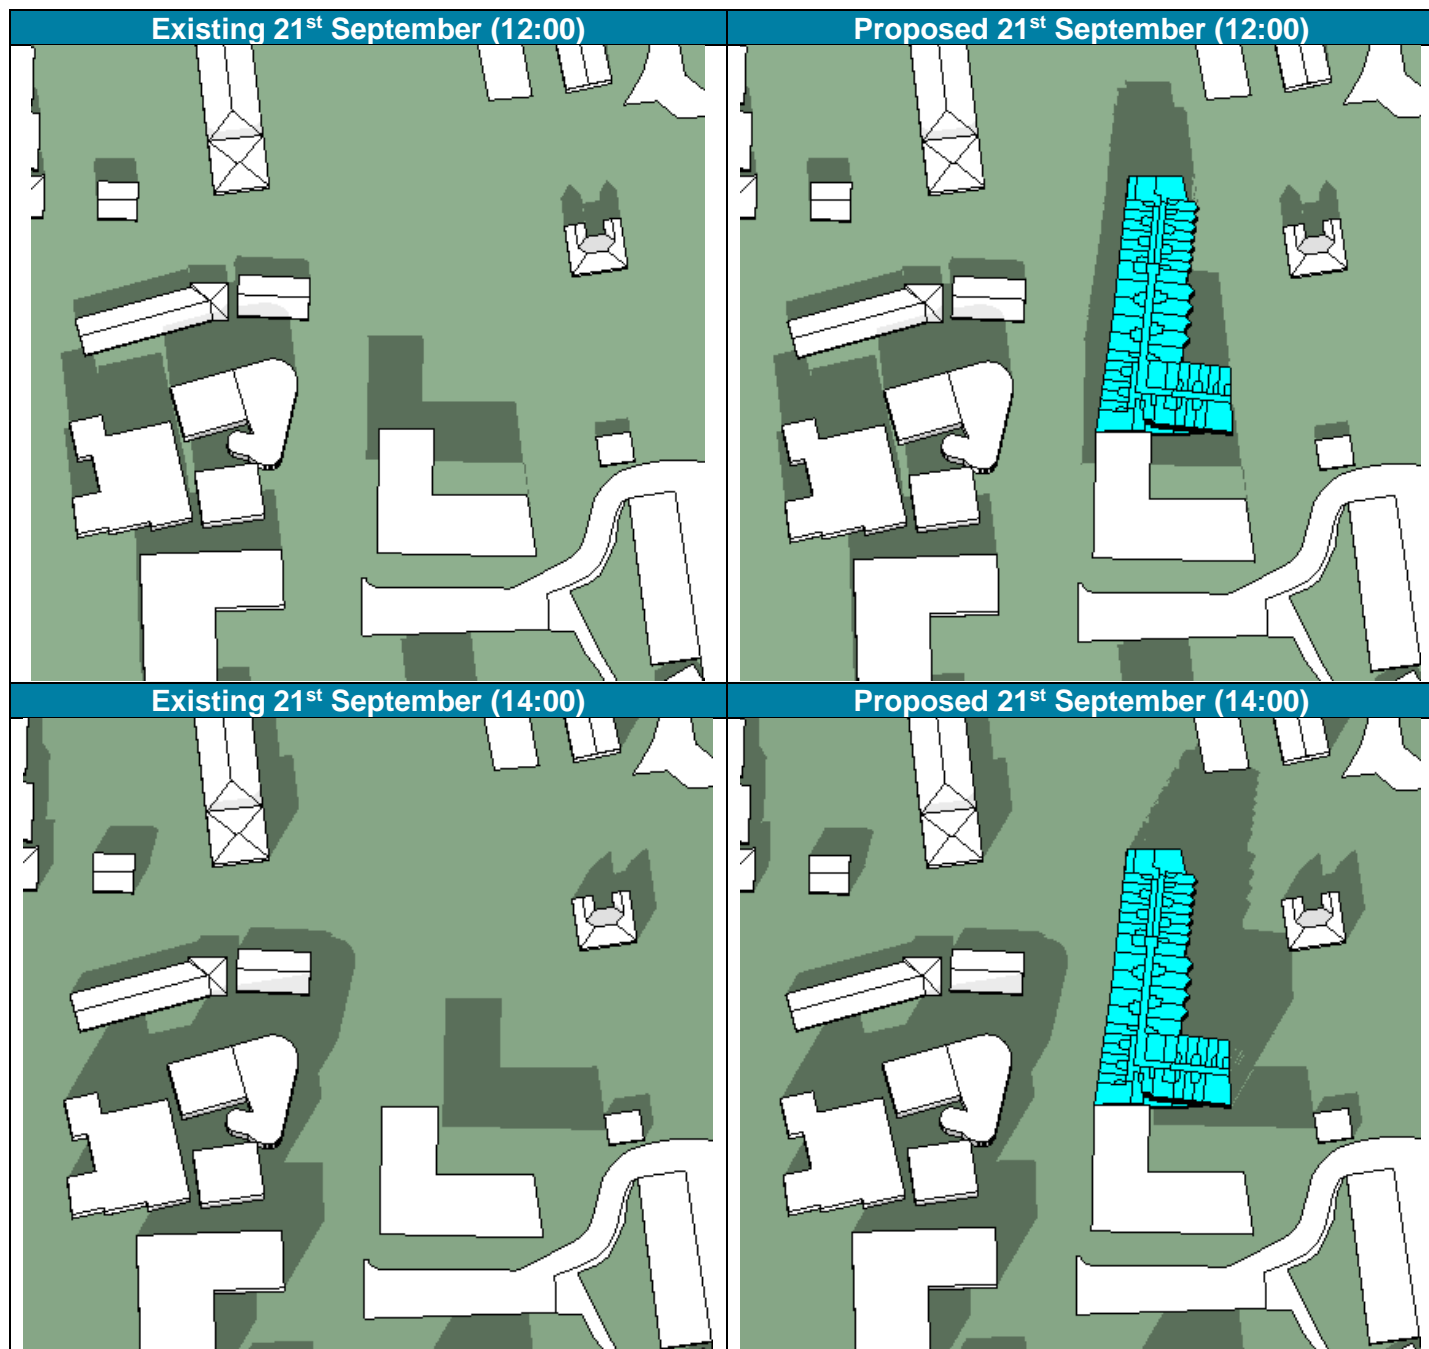 Existing 21st September (12:00)
Proposed 21st September (12:00)
Existing 21st September (14:00)
Proposed 21st September (14:00)